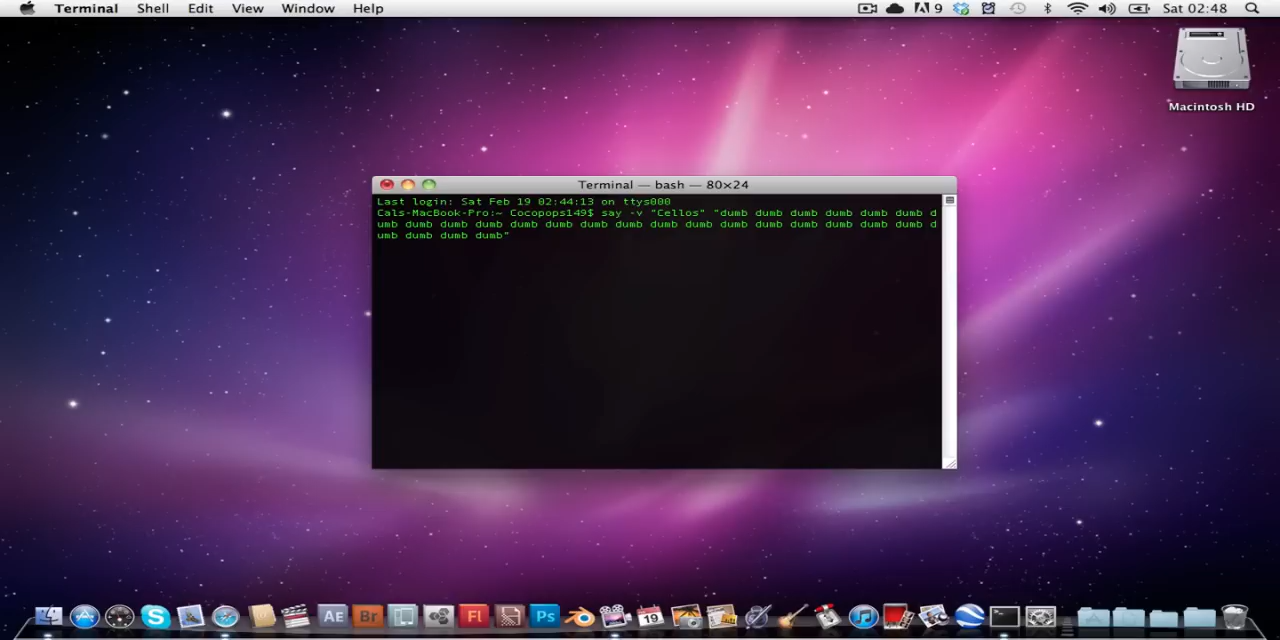 Terminal Shell Edit View Window Help 9 Sat 02:48
Macintosh HD
Terminal — bash — 80×24
Last login: Sat Feb 19 02:44:13 on ttys000
Cals-MacBook-Pro:~ Cocopops149$ say -v "Cellos" "dumb dumb dumb dumb dumb dumb d
umb dumb dumb dumb dumb dumb dumb dumb dumb dumb dumb dumb dumb dumb dumb dumb d
umb dumb dumb dumb"
AE Br Fl Ps 19